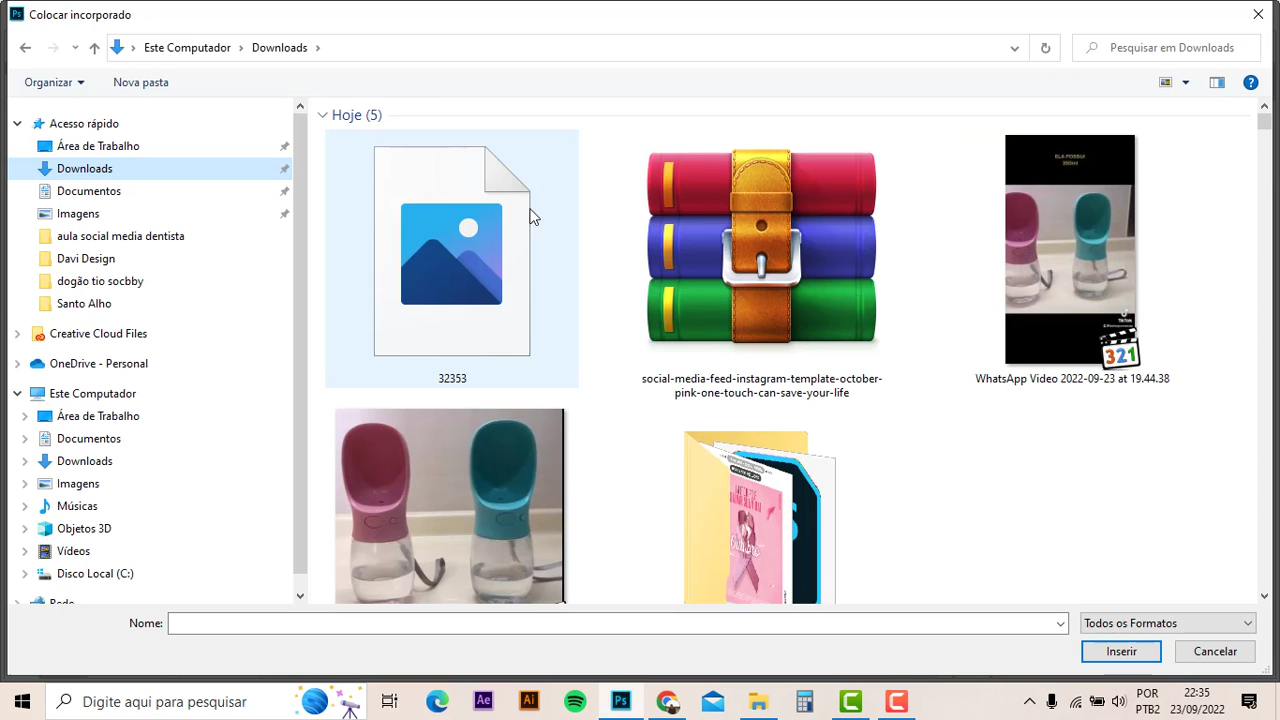 Colocar incorporado
Este Computador
Downloads
Pesquisar em Downloads
Organizar
Nova pasta
Hoje (5)
Acesso rápido
Área de Trabalho
Downloads
Documentos
Imagens
aula social media dentista
Davi Design
dogão tio socbby
Santo Alho
Creative Cloud Files
OneDrive - Personal
Este Computador
Área de Trabalho
Documentos
Downloads
Imagens
Músicas
Objetos 3D
Vídeos
Disco Local (C:)
Rede
ELA POSSUI
350ml
TikTok
321
32353
social-media-feed-instagram-template-october-
pink-one-touch-can-save-your-life
WhatsApp Video 2022-09-23 at 19.44.38
Nome:
Todos os Formatos
Inserir
Cancelar
Digite aqui para pesquisar
Ae
Ai
Ps
C
C
POR
PTB2
22:35
23/09/2022